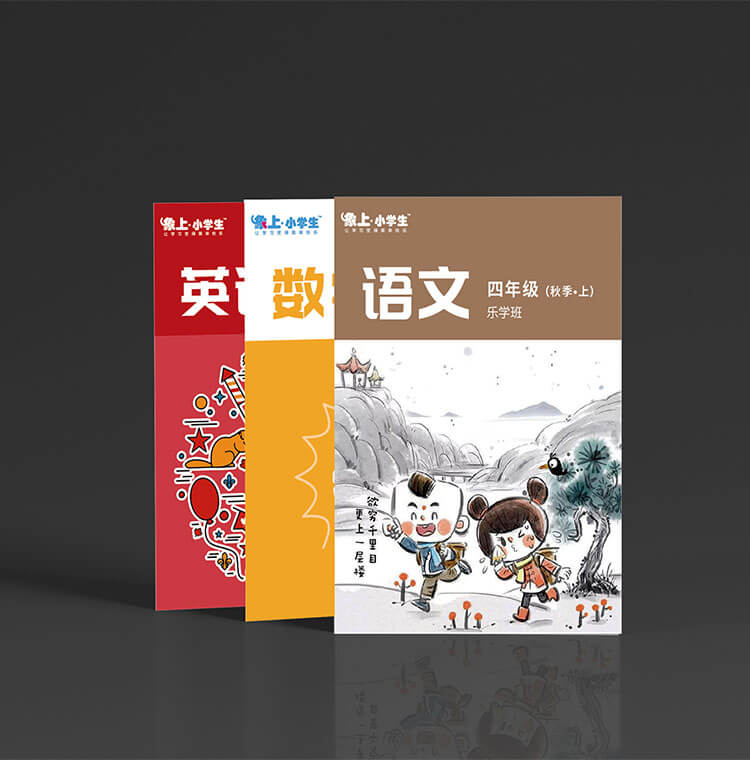 象上·小学生
英
象上·小学生
数
象上·小学生
语文
四年级（秋季·上）
乐学班
欲穷千里目
更上一层楼